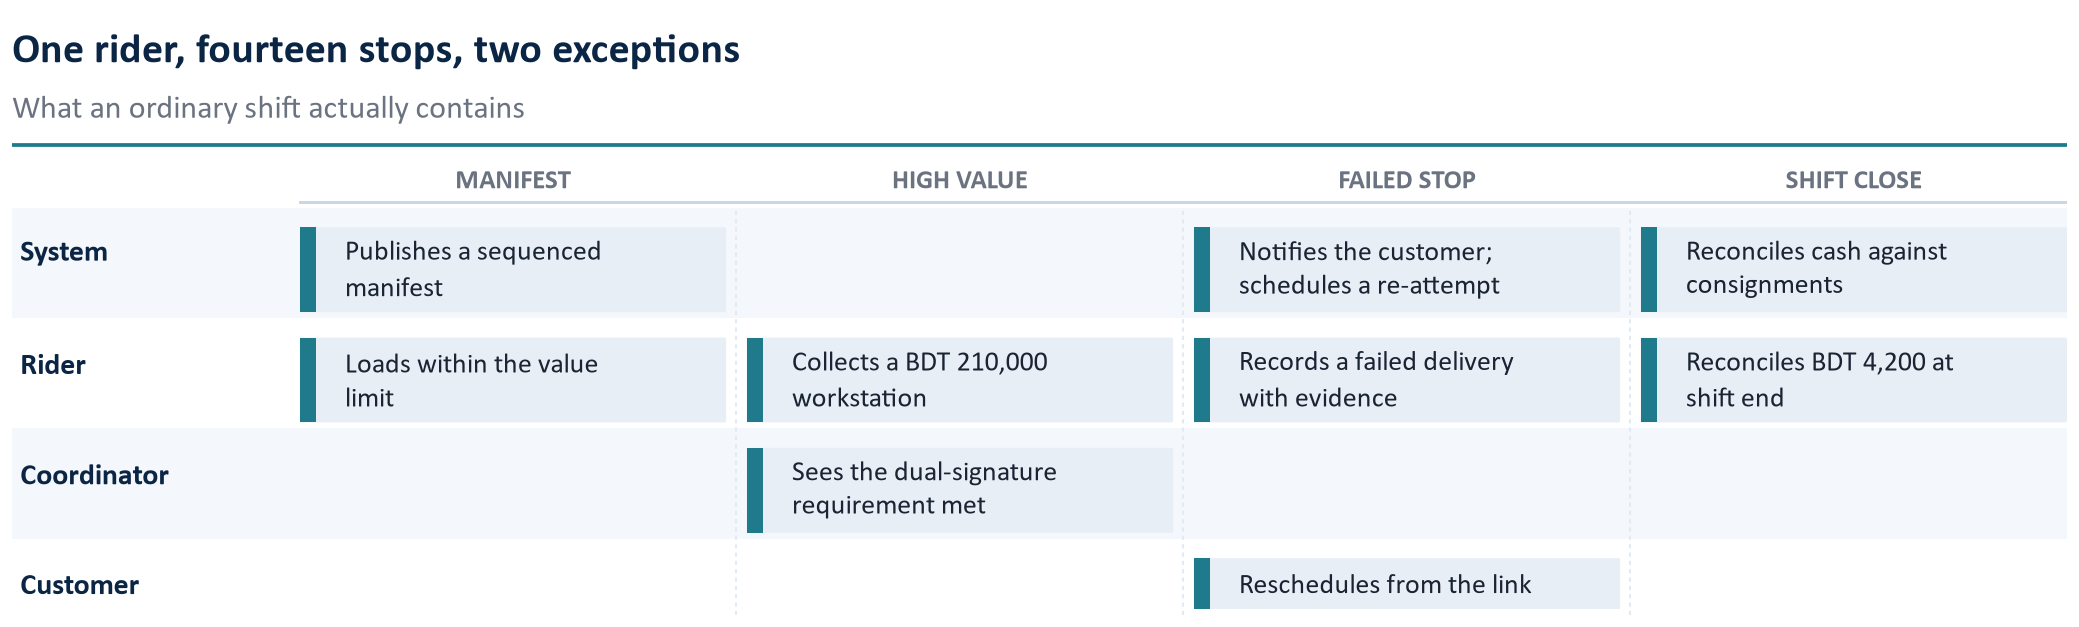 One rider, fourteen stops, two exceptions
What an ordinary shift actually contains
MANIFEST
HIGH VALUE
FAILED STOP
SHIFT CLOSE
System
Publishes a sequenced
manifest
Notifies the customer;
schedules a re-attempt
Reconciles cash against
consignments
Rider
Loads within the value
limit
Collects a BDT 210,000
workstation
Records a failed delivery
with evidence
Reconciles BDT 4,200 at
shift end
Coordinator
Sees the dual-signature
requirement met
Customer
Reschedules from the link